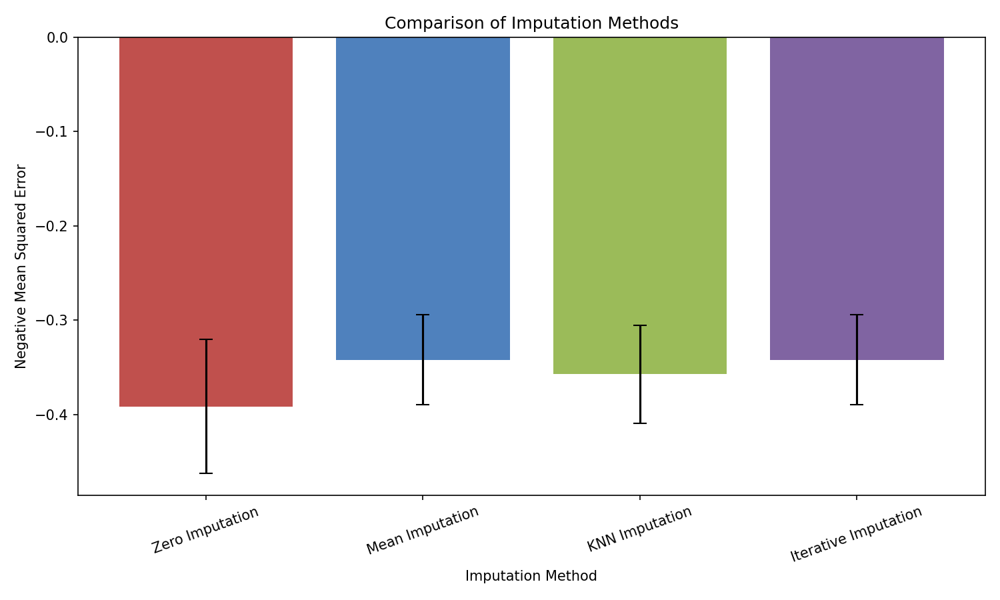 Comparison of Imputation Methods
Negative Mean Squared Error
0.0
−0.1
−0.2
−0.3
−0.4
Zero Imputation
Mean Imputation
KNN Imputation
Iterative Imputation
Imputation Method